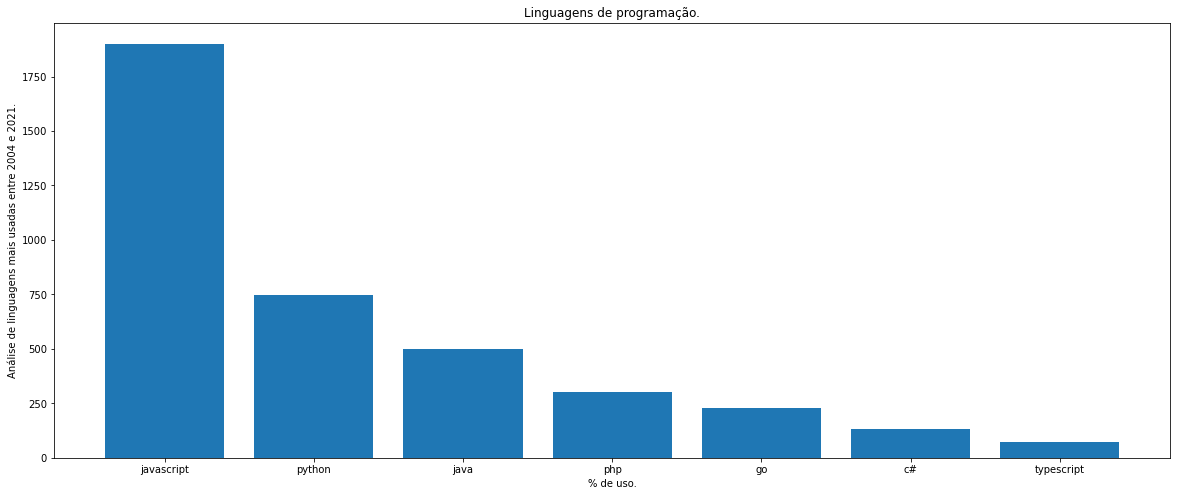 Linguagens de programação.
Análise de linguagens mais usadas entre 2004 e 2021.
1750
1500
1250
1000
750
500
250
0
javascript python java php go c# typescript
% de uso.